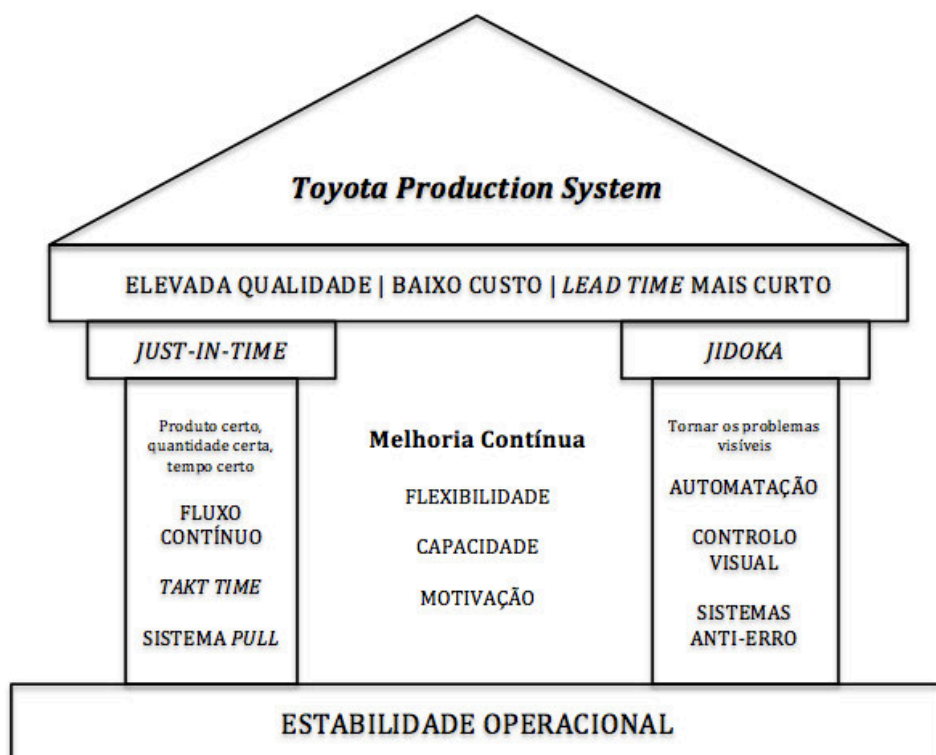 Toyota Production System
ELEVADA QUALIDADE | BAIXO CUSTO | LEAD TIME MAIS CURTO
JUST-IN-TIME
Produto certo,
quantidade certa,
tempo certo
FLUXO
CONTÍNUO
TAKT TIME
SISTEMA PULL
Melhoria Contínua
FLEXIBILIDADE
CAPACIDADE
MOTIVAÇÃO
JIDOKA
Tornar os problemas
visíveis
AUTOMATAÇÃO
CONTROLO
VISUAL
SISTEMAS
ANTI-ERRO
ESTABILIDADE OPERACIONAL